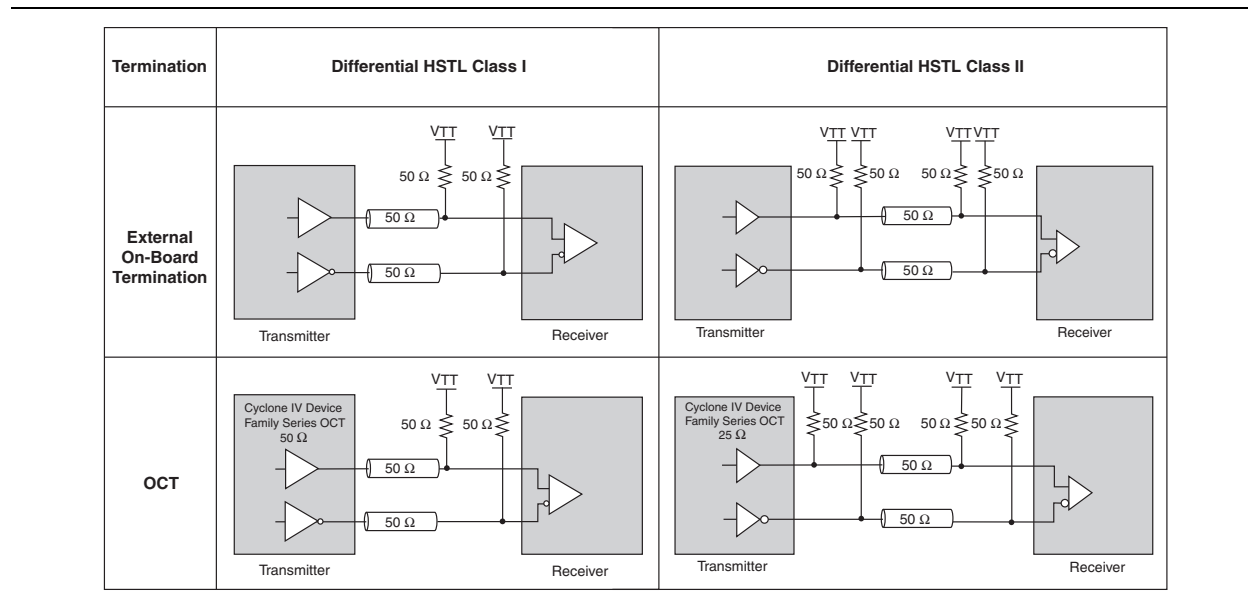 Termination
Differential HSTL Class I
Differential HSTL Class II
External
On-Board
Termination
VTT VTT
50 Ω 50 Ω
50 Ω
50 Ω
Transmitter
Receiver
VTT VTT VTT VTT
50 Ω 50 Ω 50 Ω 50 Ω
50 Ω
50 Ω
Transmitter
Receiver
OCT
Cyclone IV Device
Family Series OCT
50 Ω
VTT VTT
50 Ω 50 Ω
50 Ω
50 Ω
Transmitter
Receiver
Cyclone IV Device
Family Series OCT
25 Ω
VTT VTT VTT VTT
50 Ω 50 Ω 50 Ω 50 Ω
50 Ω
50 Ω
Transmitter
Receiver